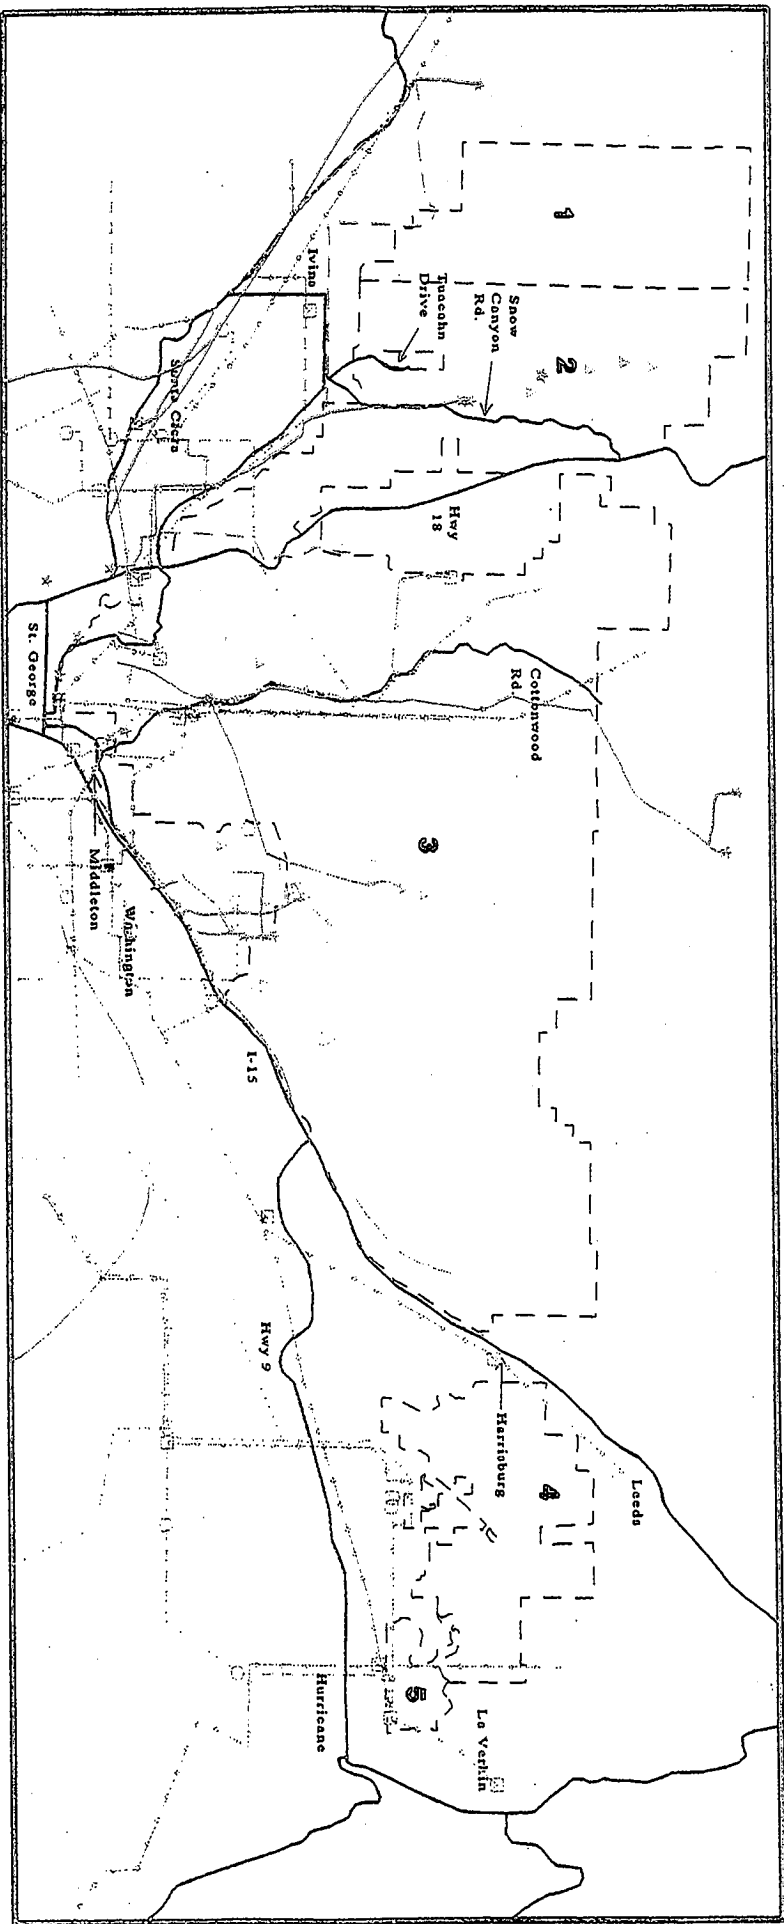 1
2
Snow
Canyon
Rd.
Tuacahn
Drive
Ivins
Santa Clara
Hwy
18
St. George
Cottonwood
Rd.
3
Middleton
Washington
I-15
Hwy 9
Harrisburg
4
Leeds
5
Hurricane
La Verkin